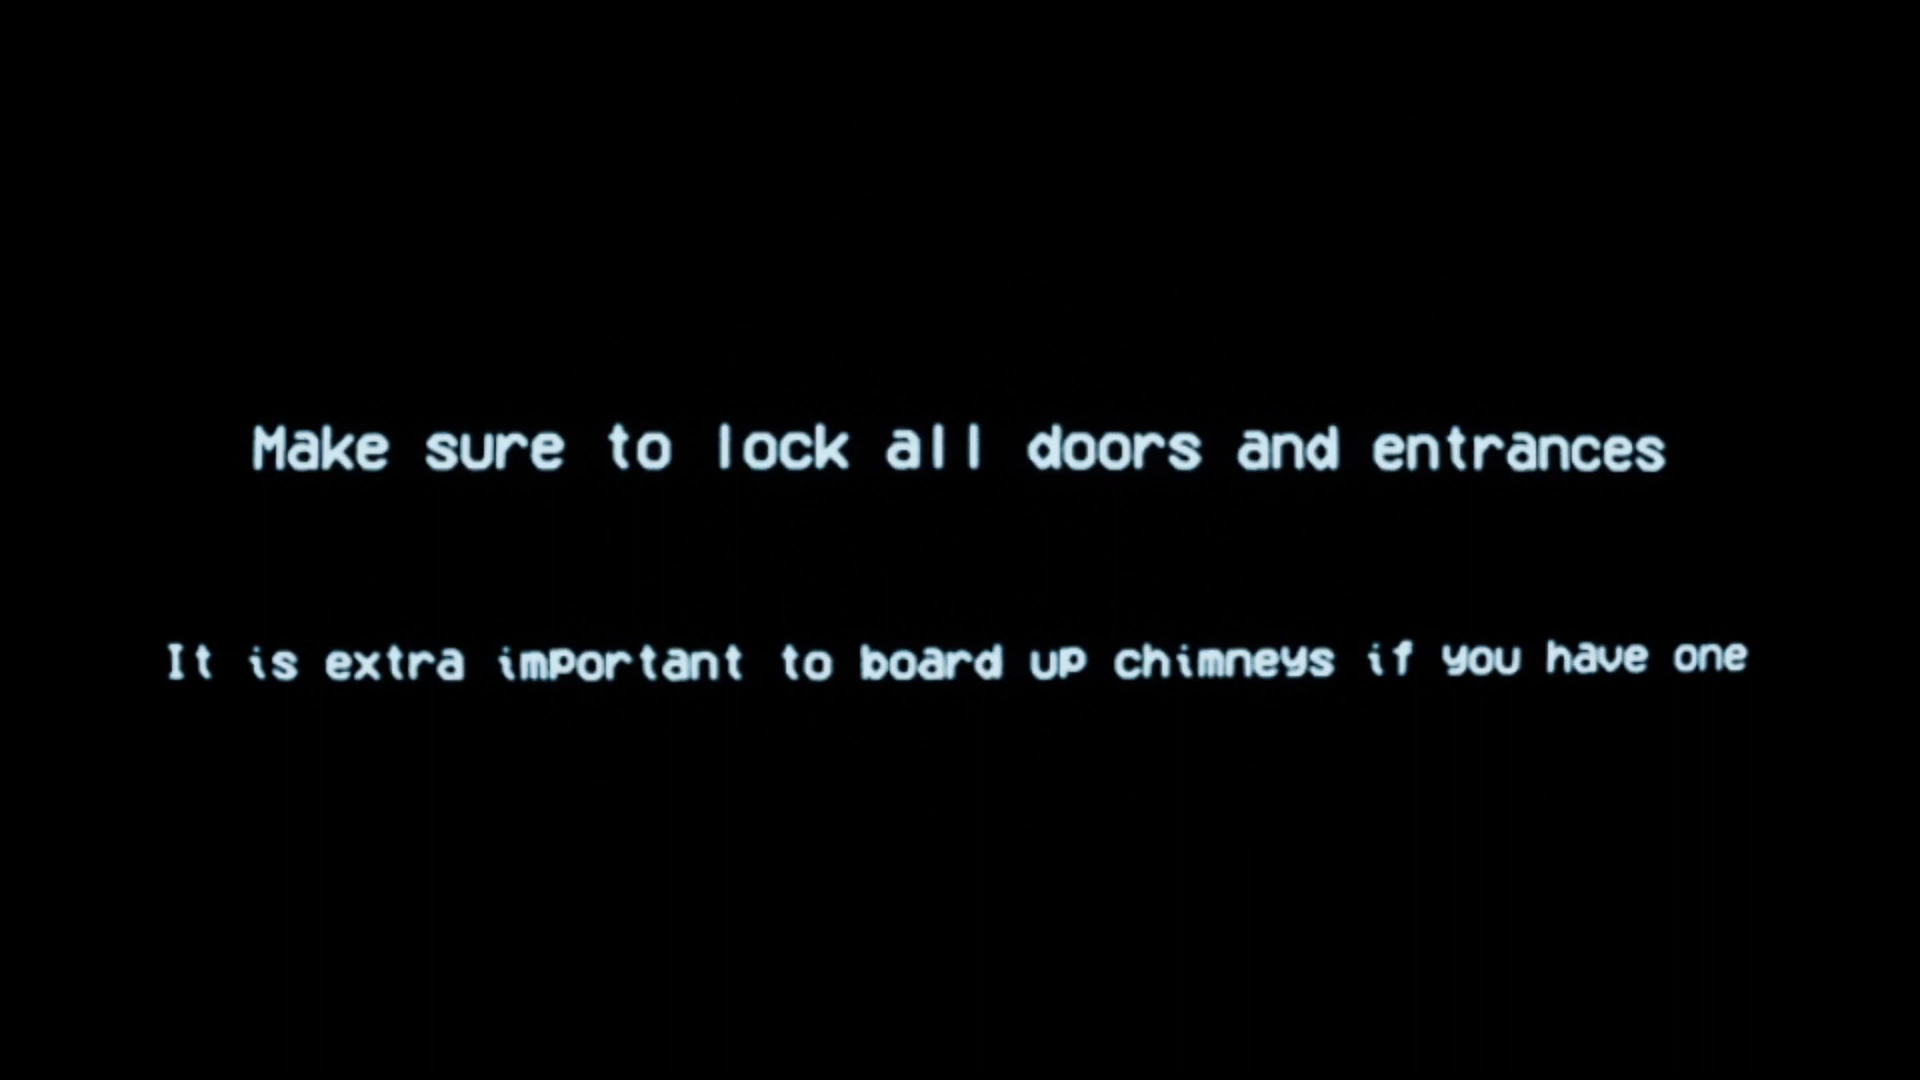 Make sure to lock all doors and entrances
It is extra important to board up chimneys if you have one